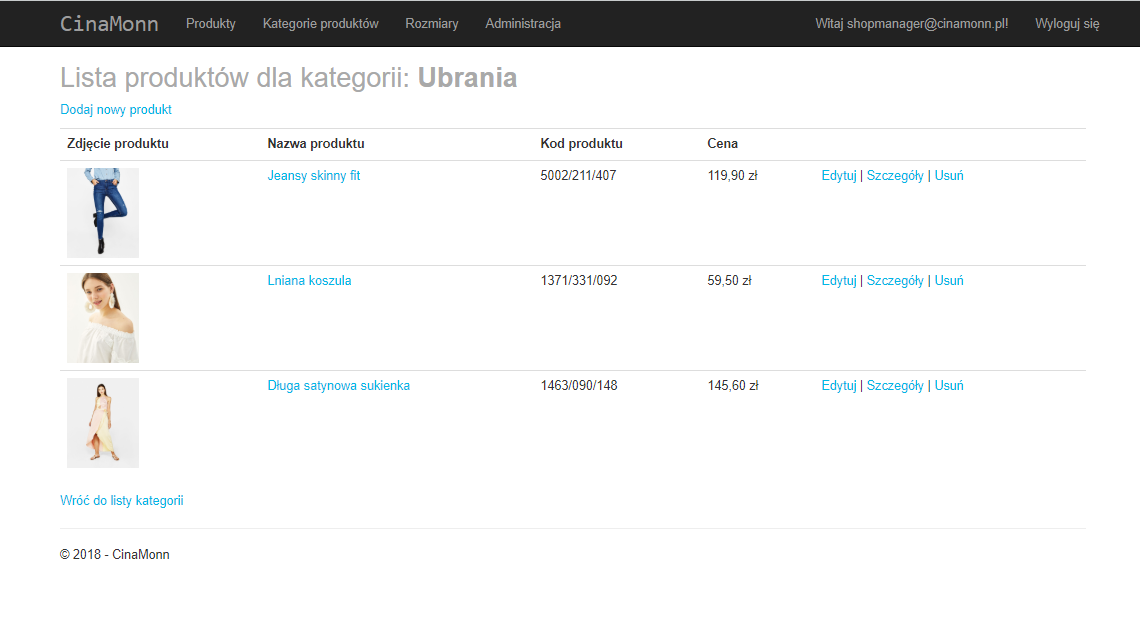 CinaMonn Produkty Kategorie produktów Rozmiary Administracja Witaj shopmanager@cinamonn.pl! Wyloguj się
Lista produktów dla kategorii: Ubrania
Dodaj nowy produkt
Zdjęcie produktu Nazwa produktu Kod produktu Cena
Jeansy skinny fit 5002/211/407 119,90 zł Edytuj | Szczegóły | Usuń
Lniana koszula 1371/331/092 59,50 zł Edytuj | Szczegóły | Usuń
Długa satynowa sukienka 1463/090/148 145,60 zł Edytuj | Szczegóły | Usuń
Wróć do listy kategorii
© 2018 - CinaMonn